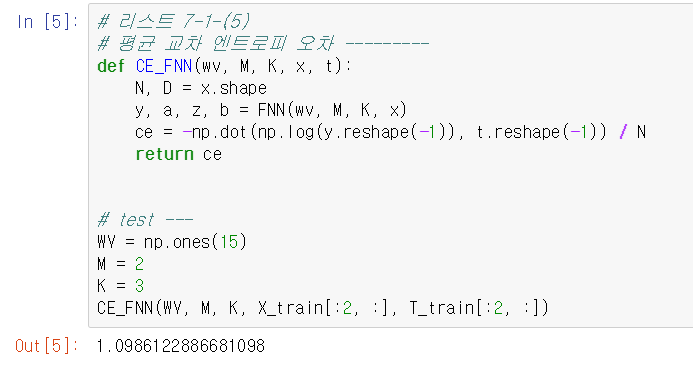 In [5]: # 리스트 7-1-(5)
# 평균 교차 엔트로피 오차 ---------
def CE_FNN(wv, M, K, x, t):
    N, D = x.shape
    y, a, z, b = FNN(wv, M, K, x)
    ce = -np.dot(np.log(y.reshape(-1)), t.reshape(-1)) / N
    return ce
# test ---
WV = np.ones(15)
M = 2
K = 3
CE_FNN(WV, M, K, X_train[:2, :], T_train[:2, :])
Out[5]: 1.0986122886681098